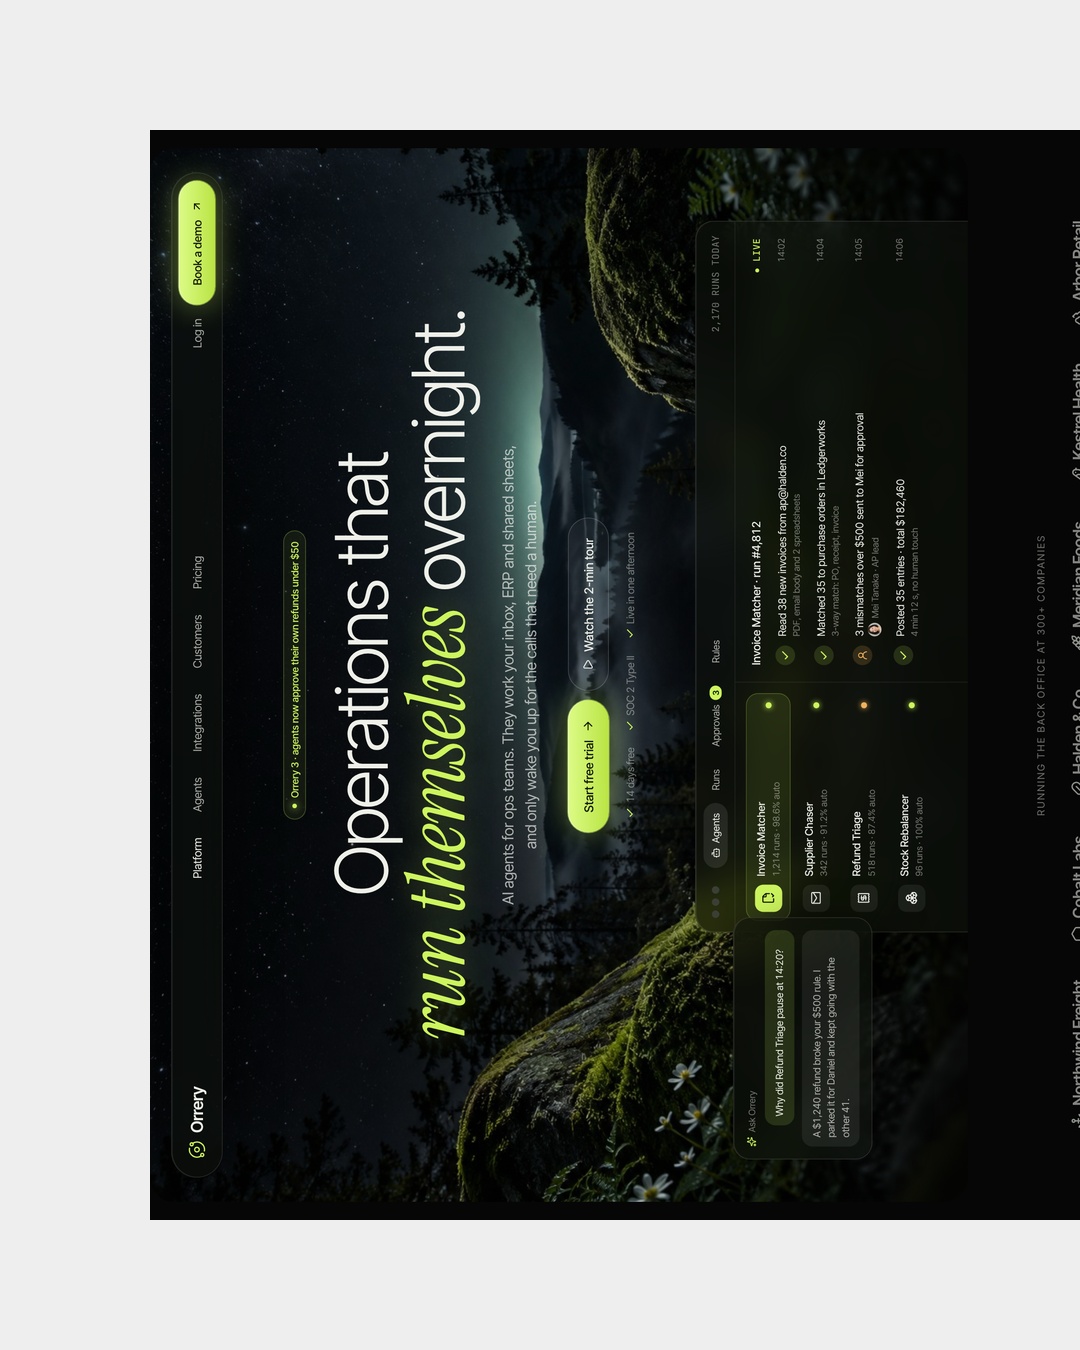 Orrery
Platform
Agents
Integrations
Customers
Pricing
Log in
Book a demo
Orrery 3 · agents now approve their own refunds under $50
Operations that
run themselves overnight.
AI agents for ops teams. They work your inbox, ERP and shared sheets,
and only wake you up for the calls that need a human.
Start free trial
Watch the 2-min tour
14 days free
SOC 2 Type II
Live in one afternoon
Agents
Runs
Approvals 3
Rules
2,170 RUNS TODAY
Invoice Matcher
1,214 runs · 98.6% auto
Supplier Chaser
342 runs · 91.2% auto
Refund Triage
518 runs · 87.4% auto
Stock Rebalancer
96 runs · 100% auto
Invoice Matcher · run #4,812
LIVE
Read 38 new invoices from ap@halden.co
14:02
PDF, email body and 2 spreadsheets
Matched 35 to purchase orders in Ledgerworks
14:04
3-way match: PO, receipt, invoice
3 mismatches over $500 sent to Mei for approval
14:05
Mei Tanaka · AP lead
Posted 35 entries · total $182,460
14:06
4 min 12 s, no human touch
Ask Orrery
Why did Refund Triage pause at 14:20?
A $1,240 refund broke your $500 rule. I
parked it for Daniel and kept going with the
other 41.
RUNNING THE BACK OFFICE AT 300+ COMPANIES
Northwind Freight
Cobalt Labs
Halden & Co
Meridian Foods
Kestrel Health
Arbor Retail